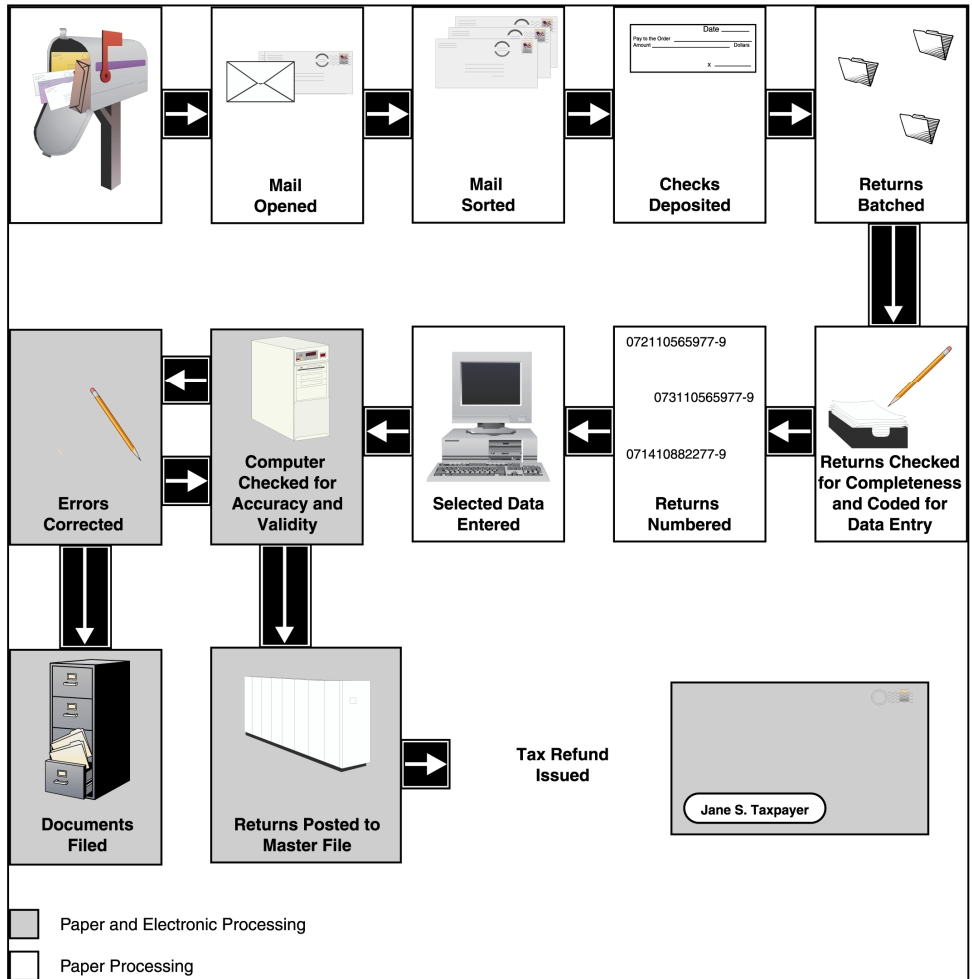 Date
Pay to the Order
Amount Dollars
x
Mail
Opened
Mail
Sorted
Checks
Deposited
Returns
Batched
Errors
Corrected
Computer
Checked for
Accuracy and
Validity
Selected Data
Entered
072110565977-9
073110565977-9
071410882277-9
Returns
Numbered
Returns Checked
for Completeness
and Coded for
Data Entry
Documents
Filed
Returns Posted to
Master File
Tax Refund
Issued
Jane S. Taxpayer
Paper and Electronic Processing
Paper Processing